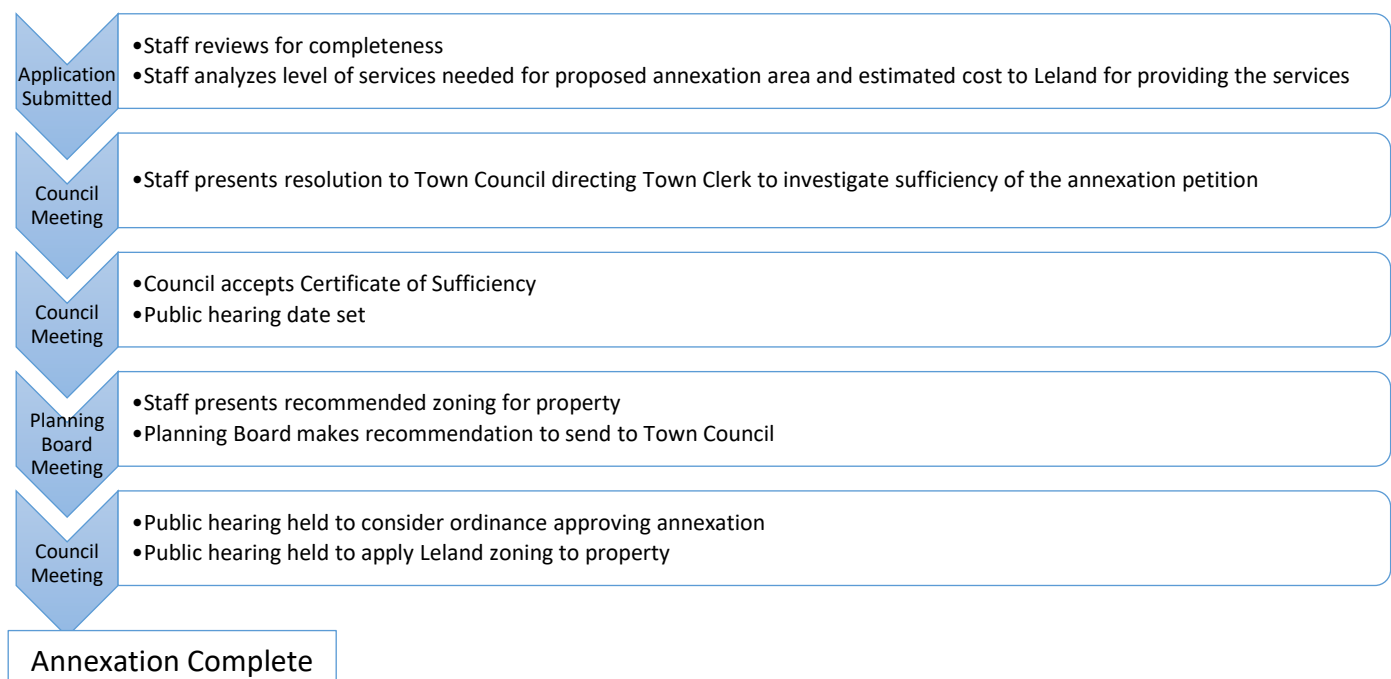 Application
Submitted
•Staff reviews for completeness
•Staff analyzes level of services needed for proposed annexation area and estimated cost to Leland for providing the services
Council
Meeting
•Staff presents resolution to Town Council directing Town Clerk to investigate sufficiency of the annexation petition
Council
Meeting
•Council accepts Certificate of Sufficiency
•Public hearing date set
Planning
Board
Meeting
•Staff presents recommended zoning for property
•Planning Board makes recommendation to send to Town Council
Council
Meeting
•Public hearing held to consider ordinance approving annexation
•Public hearing held to apply Leland zoning to property
Annexation Complete